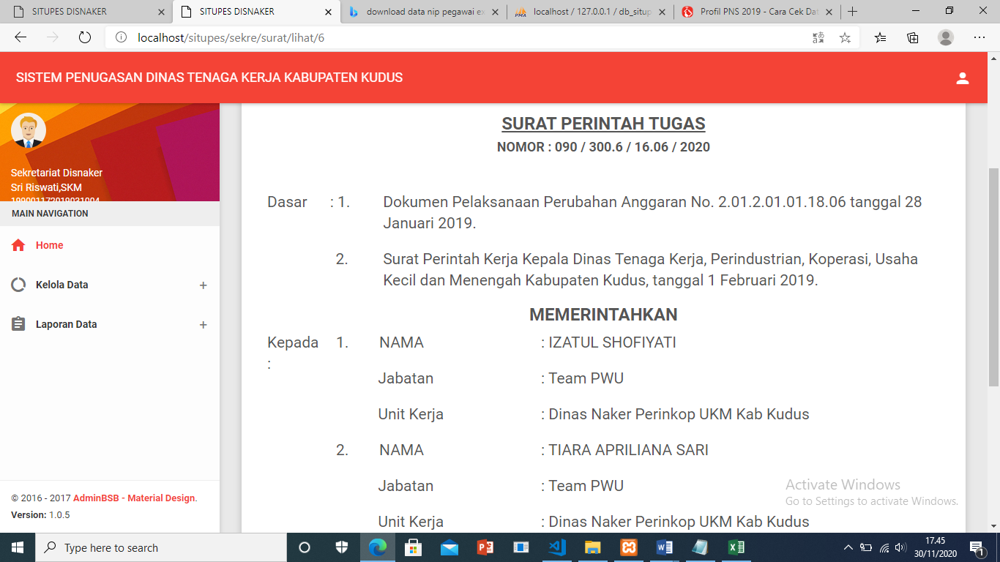 SITUPES DISNAKER
SITUPES DISNAKER
download data nip pegawai ex
localhost / 127.0.0.1 / db_situp
Profil PNS 2019 - Cara Cek Dat
localhost/situpes/sekre/surat/lihat/6
SISTEM PENUGASAN DINAS TENAGA KERJA KABUPATEN KUDUS
Sekretariat Disnaker
Sri Riswati,SKM
MAIN NAVIGATION
Home
Kelola Data +
Laporan Data +
© 2016 - 2017 AdminBSB - Material Design.
Version: 1.0.5
SURAT PERINTAH TUGAS
NOMOR : 090 / 300.6 / 16.06 / 2020
Dasar : 1. Dokumen Pelaksanaan Perubahan Anggaran No. 2.01.2.01.01.18.06 tanggal 28
Januari 2019.
2. Surat Perintah Kerja Kepala Dinas Tenaga Kerja, Perindustrian, Koperasi, Usaha
Kecil dan Menengah Kabupaten Kudus, tanggal 1 Februari 2019.
MEMERINTAHKAN
Kepada 1. NAMA : IZATUL SHOFIYATI
:
Jabatan : Team PWU
Unit Kerja : Dinas Naker Perinkop UKM Kab Kudus
2. NAMA : TIARA APRILIANA SARI
Jabatan : Team PWU
Unit Kerja : Dinas Naker Perinkop UKM Kab Kudus
Activate Windows
Go to Settings to activate Windows.
Type here to search
17.45
30/11/2020
1